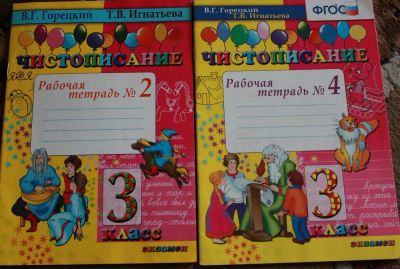 В.Г. Горецкий Т.В. Игнатьева
ЧИСТОПИСАНИЕ
Рабочая
тетрадь № 2
3
класс
экзамен
В.Г. Горецкий
Т.В. Игнатьева
ФГОС
ЧИСТОПИСАНИЕ
Рабочая
тетрадь № 4
3
класс
экзамен